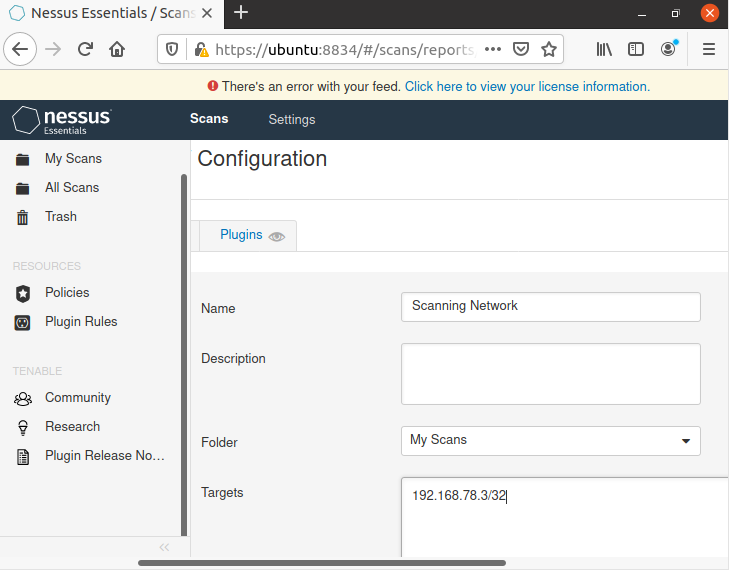 Nessus Essentials / Scans
https://ubuntu:8834/#/scans/reports
There's an error with your feed. Click here to view your license information.
nessus
Essentials
Scans
Settings
My Scans
All Scans
Trash
RESOURCES
Policies
Plugin Rules
TENABLE
Community
Research
Plugin Release No...
Configuration
Plugins
Name
Scanning Network
Description
Folder
My Scans
Targets
192.168.78.3/32